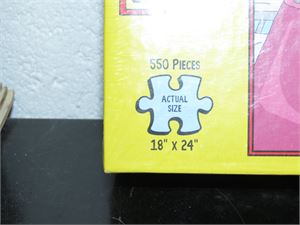 550 PIECES
ACTUAL
SIZE
18" x 24"